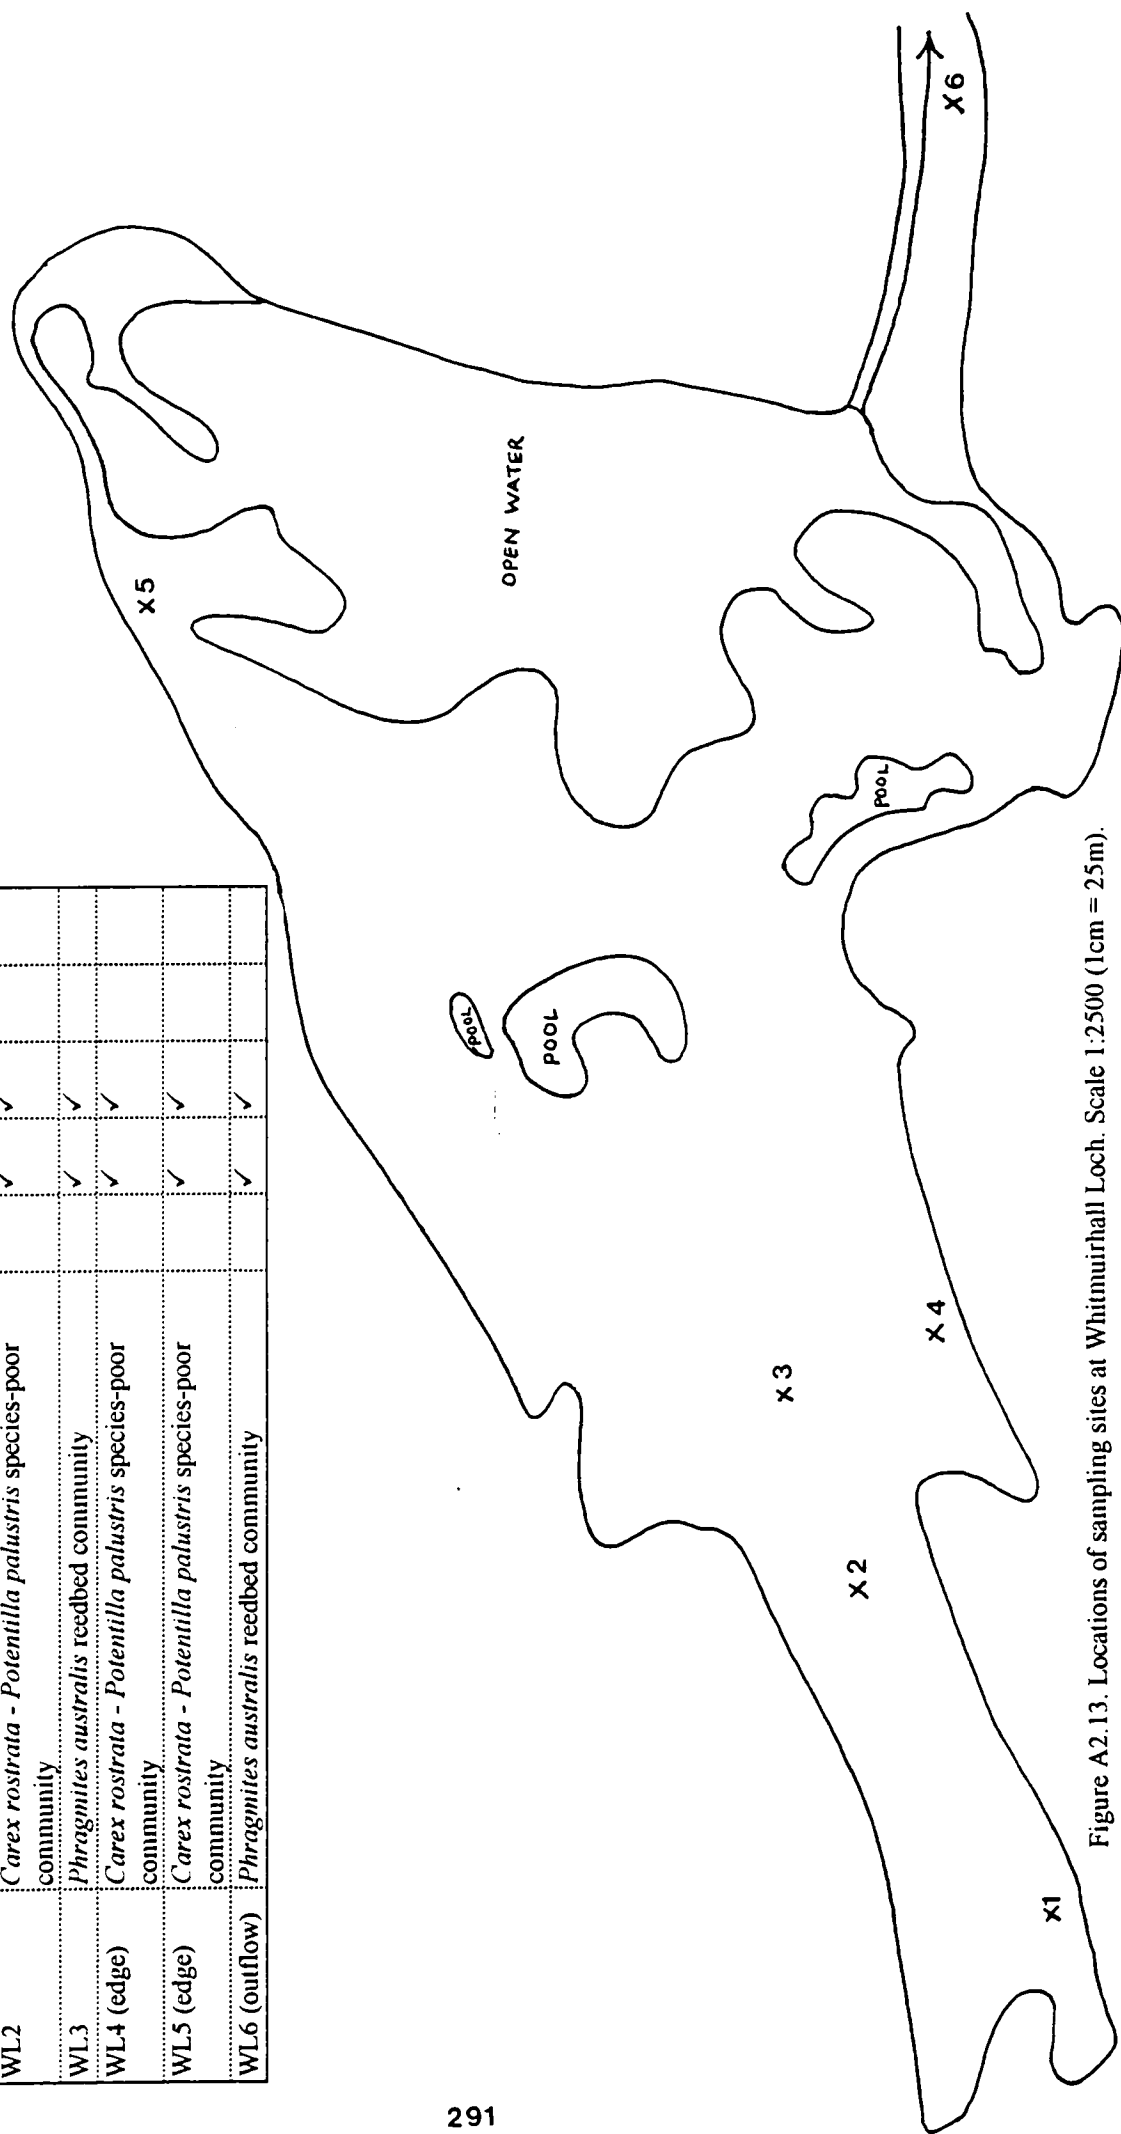 WL2 Carex rostrata - Potentilla palustris species-poor ✓ ✓
community
WL3 Phragmites australis reedbed community ✓ ✓
WL4 (edge) Carex rostrata - Potentilla palustris species-poor ✓ ✓
community
WL5 (edge) Carex rostrata - Potentilla palustris species-poor ✓ ✓
community
WL6 (outflow) Phragmites australis reedbed community ✓ ✓
X5
OPEN WATER
POOL
POOL
POOL
X6
X3
X4
X2
X1
Figure A2.13. Locations of sampling sites at Whitmuirhall Loch. Scale 1:2500 (1cm = 25m).
291